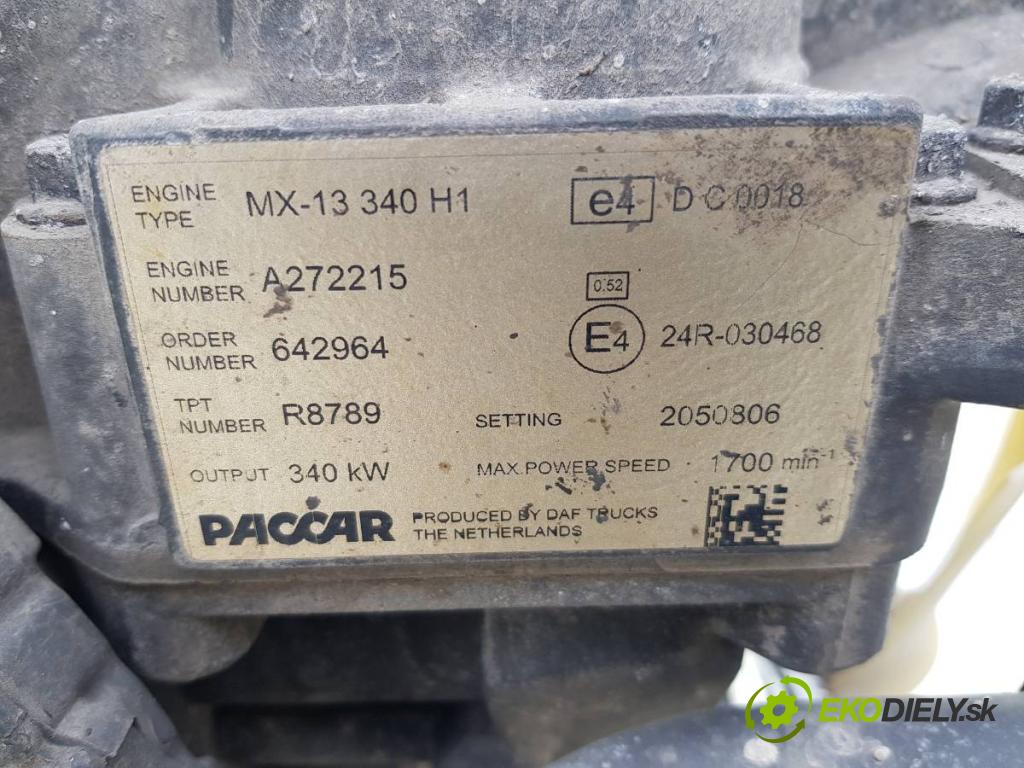 ENGINE TYPE MX-13 340 H1 e4 D C 0018
ENGINE NUMBER A272215 0.52
ORDER NUMBER 642964 E4 24R-030468
TPT NUMBER R8789 SETTING 2050806
OUTPUT 340 kW MAX.POWER SPEED 1700 min-1
PACCAR PRODUCED BY DAF TRUCKS
THE NETHERLANDS
EKODIELY.sk